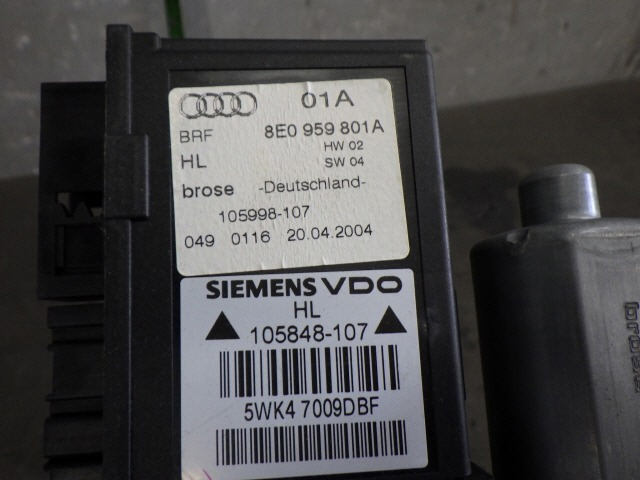 01A
BRF 8E0 959 801A
HW 02
HL SW 04
brose -Deutschland-
105998-107
049 0116 20.04.2004
SIEMENS VDO
HL
105848-107
5WK4 7009DBF
brose